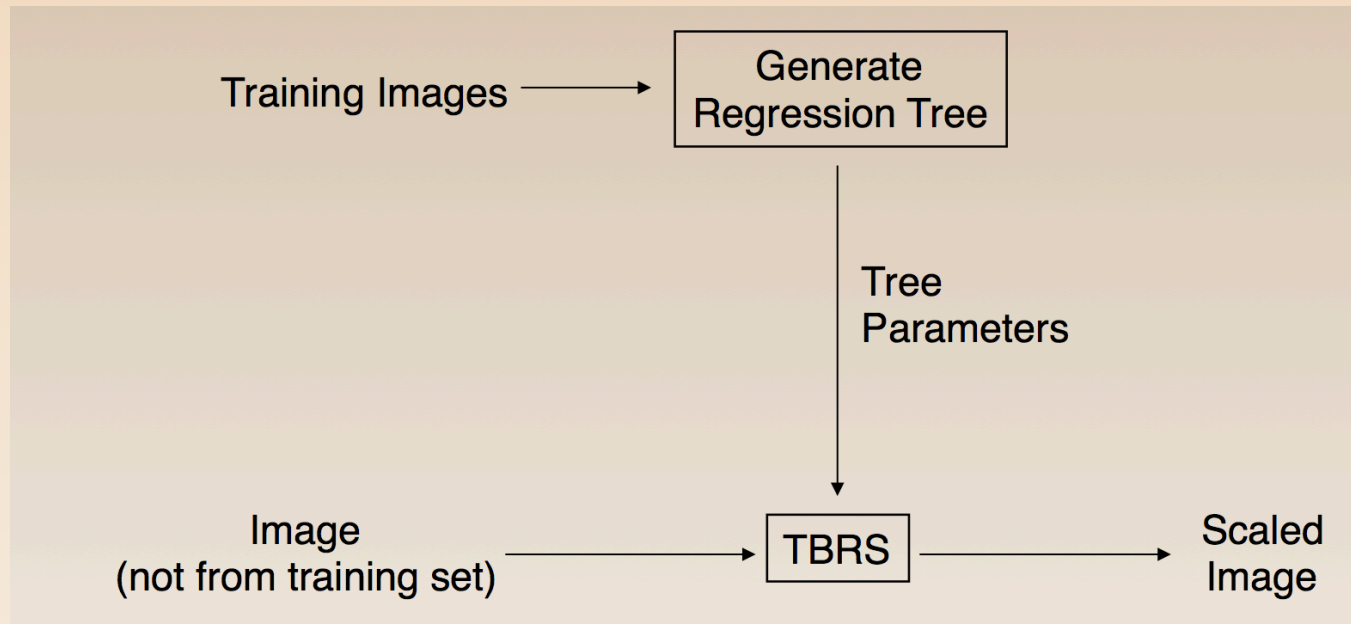 Training Images
Generate
Regression Tree
Tree
Parameters
Image
(not from training set)
TBRS
Scaled
Image